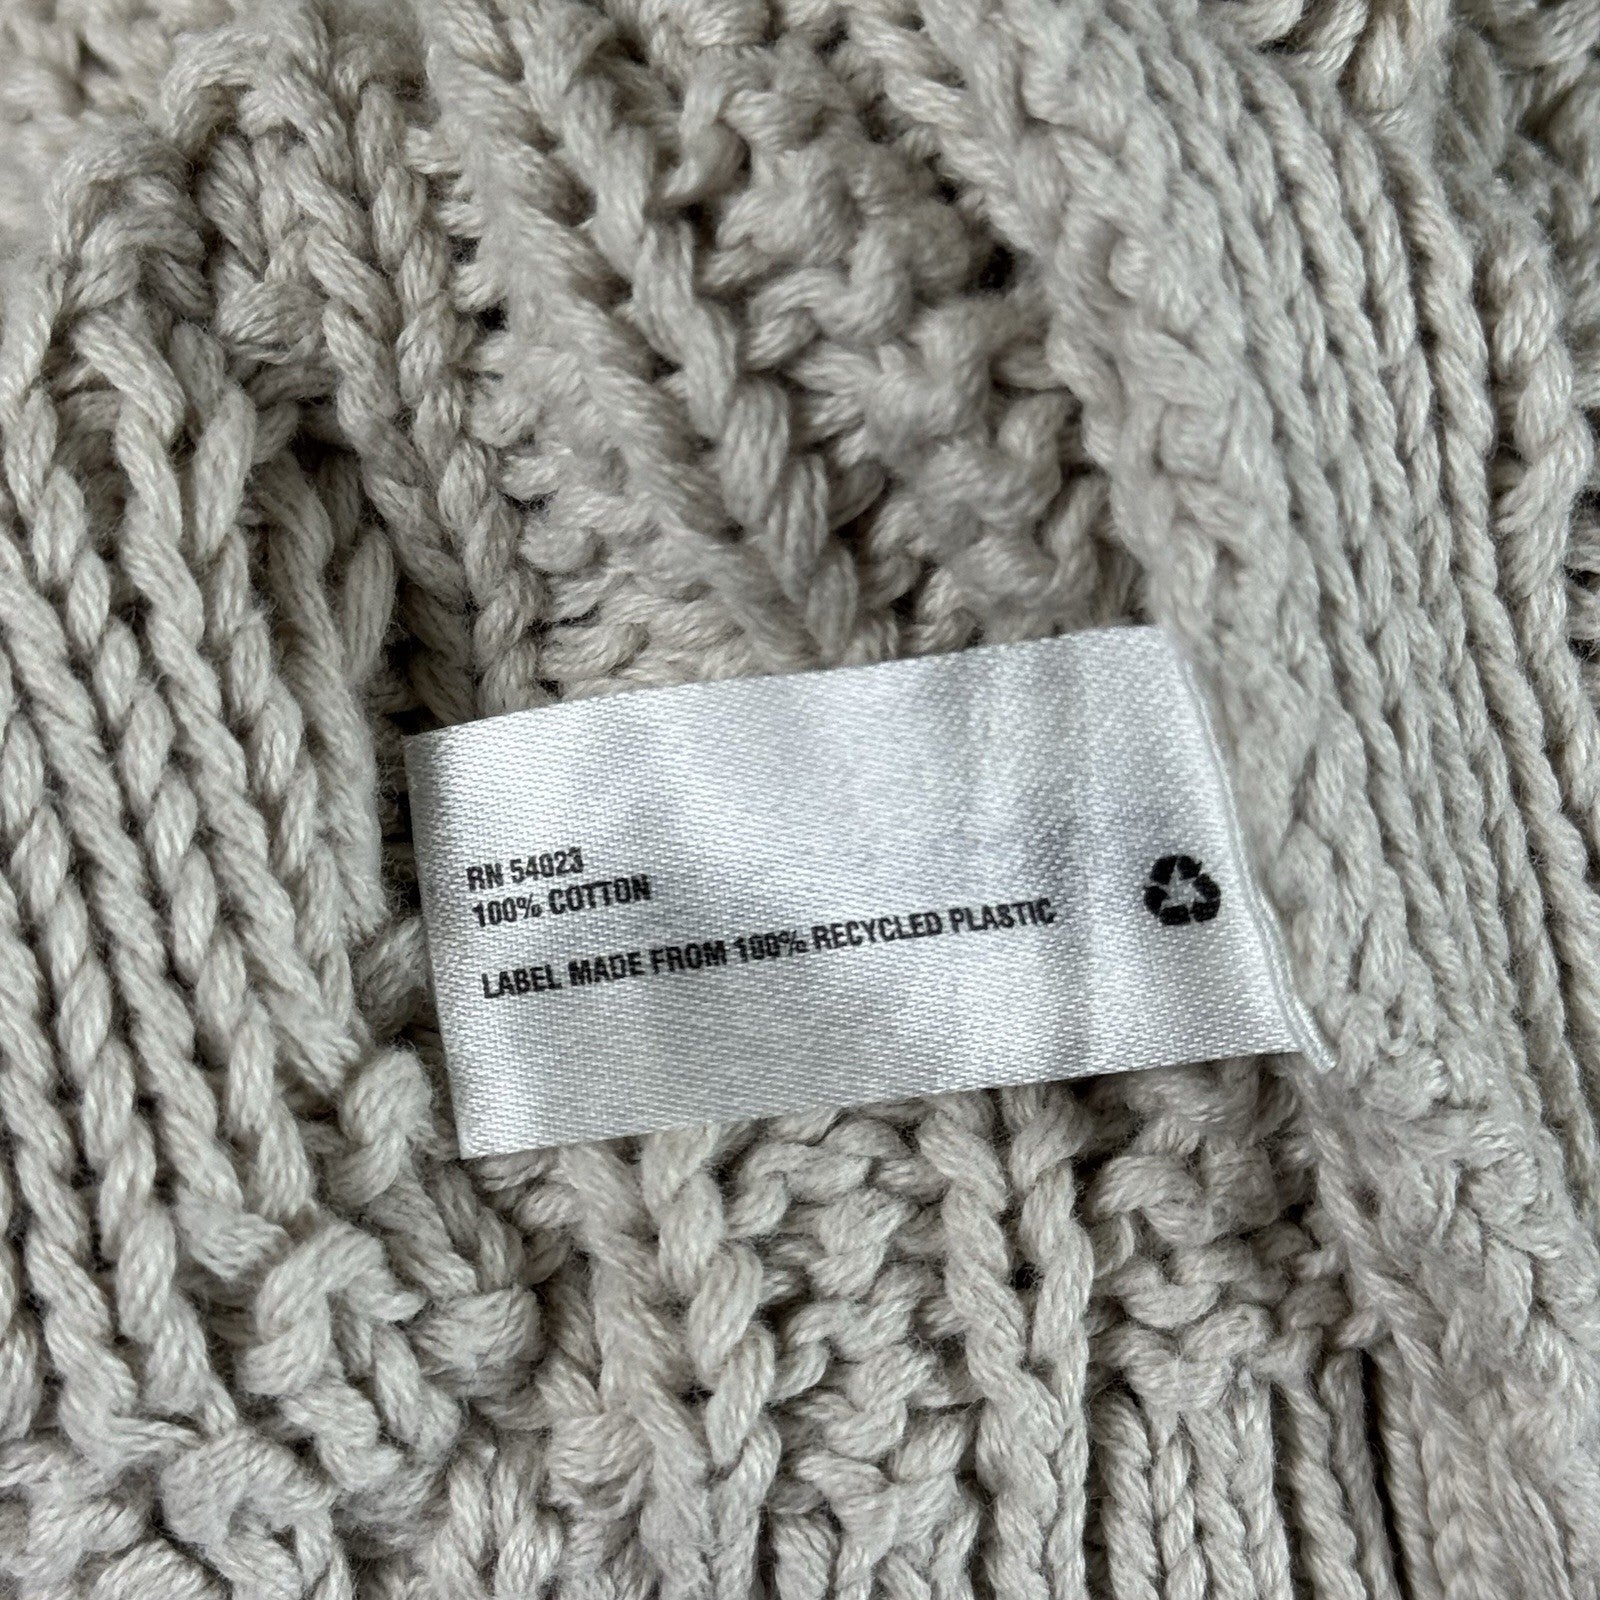 RN 54023
100% COTTON
LABEL MADE FROM 100% RECYCLED PLASTIC